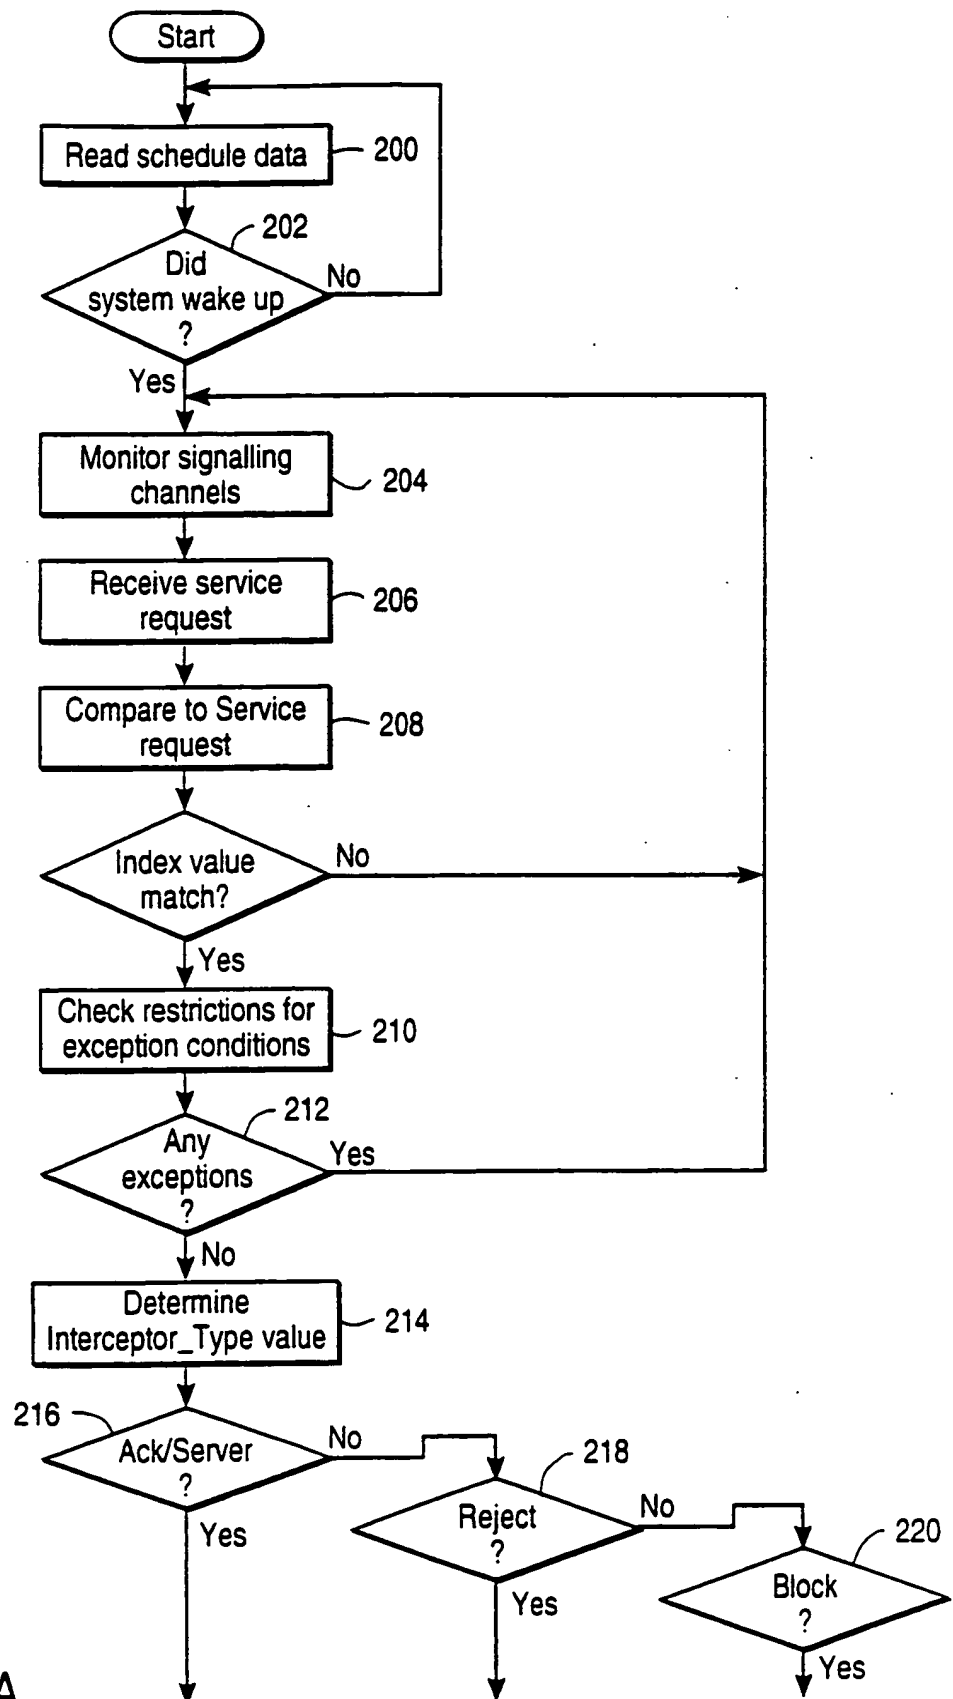 Start
Read schedule data
200
202
Did
system wake up
?
No
Yes
Monitor signalling
channels
204
Receive service
request
206
Compare to Service
request
208
Index value
match?
No
Yes
Check restrictions for
exception conditions
210
212
Any
exceptions
?
Yes
No
Determine
Interceptor_Type value
214
216
Ack/Server
?
No
Yes
218
Reject
?
No
Yes
220
Block
?
Yes
A